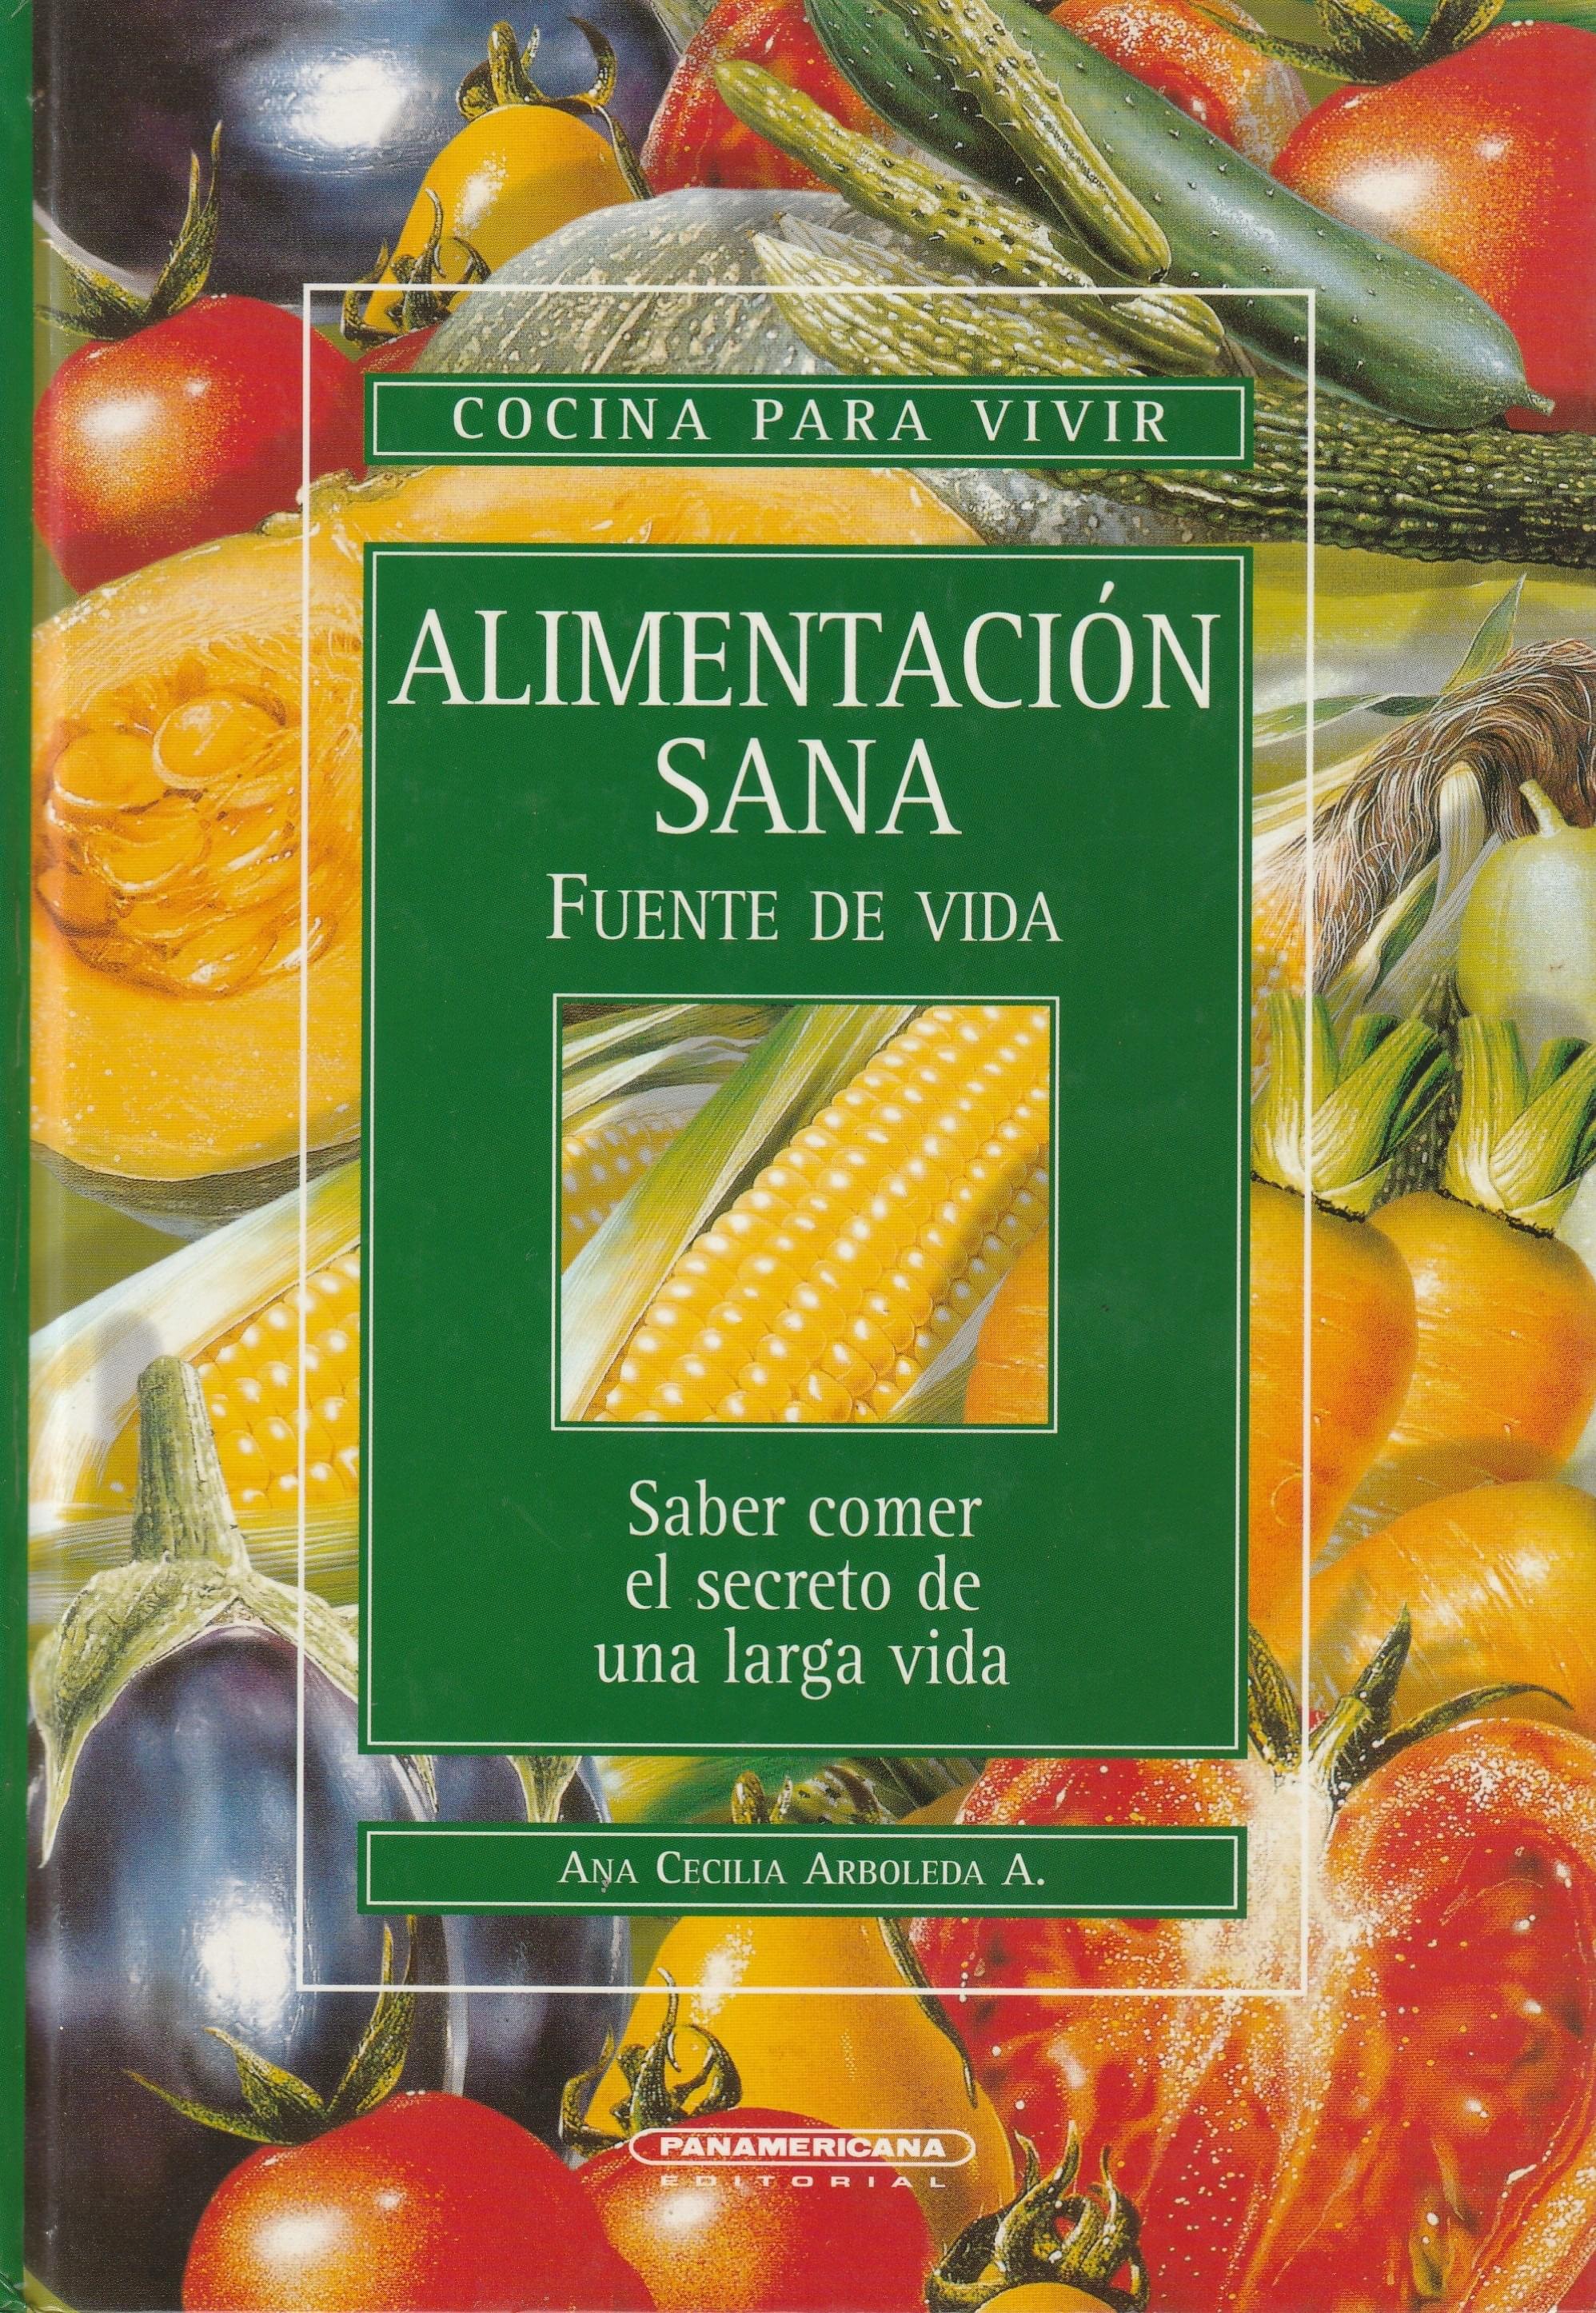 COCINA PARA VIVIR
ALIMENTACIÓN
SANA
FUENTE DE VIDA
Saber comer
el secreto de
una larga vida
ANA CECILIA ARBOLEDA A.
PANAMERICANA
EDITORIAL